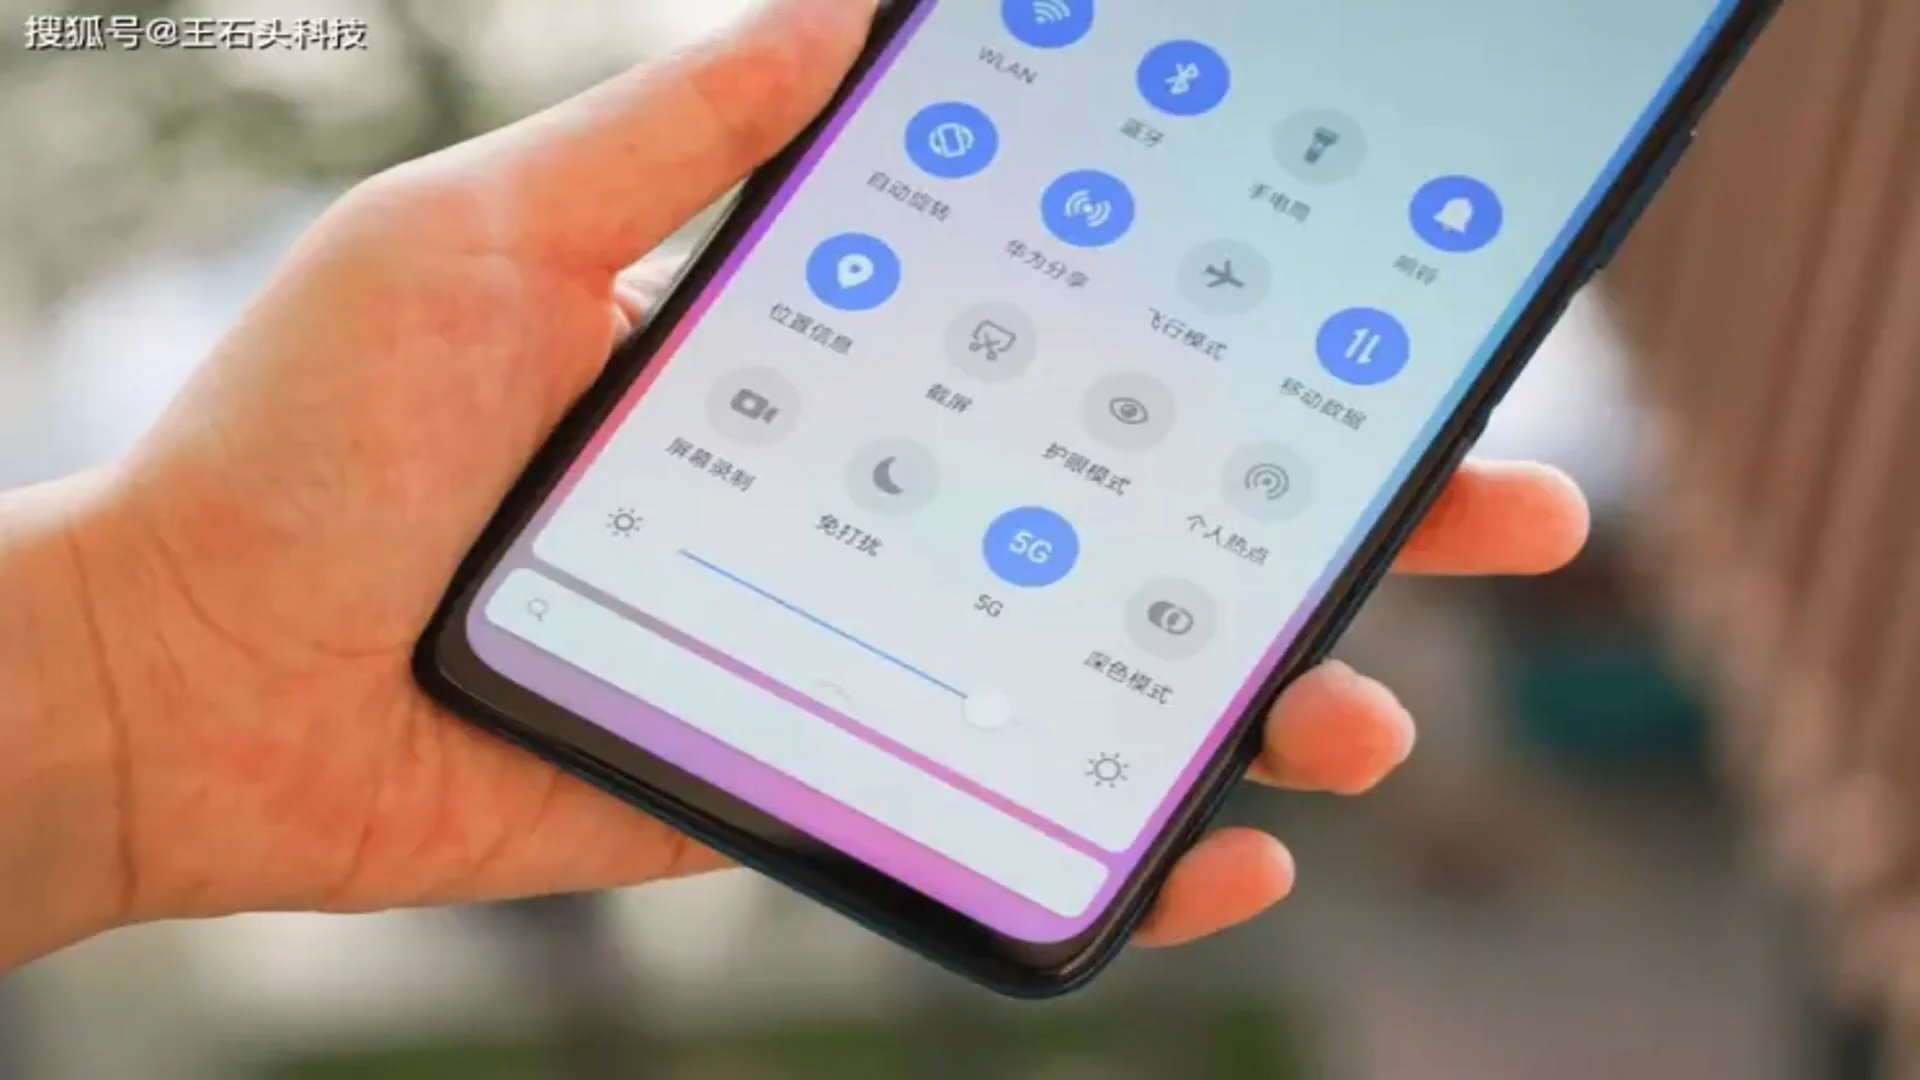 搜狐号@王石头科技
WLAN
蓝牙
手电筒
响铃
自动旋转
华为分享
飞行模式
移动数据
位置信息
截屏
护眼模式
个人热点
屏幕录制
免打扰
5G
5G
深色模式